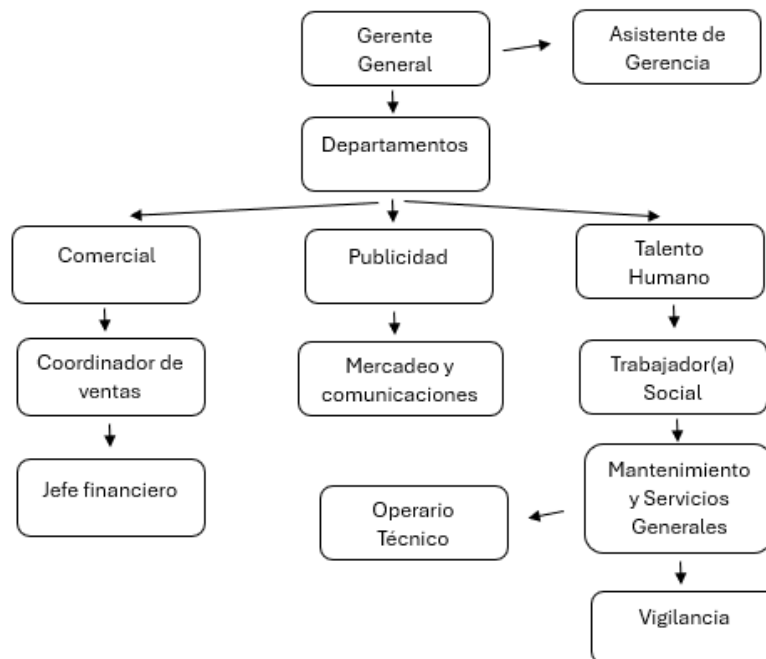 Gerente
General
Asistente de
Gerencia
Departamentos
Comercial
Publicidad
Talento
Humano
Coordinador de
ventas
Mercadeo y
comunicaciones
Trabajador(a)
Social
Jefe financiero
Operario
Técnico
Mantenimiento
y Servicios
Generales
Vigilancia